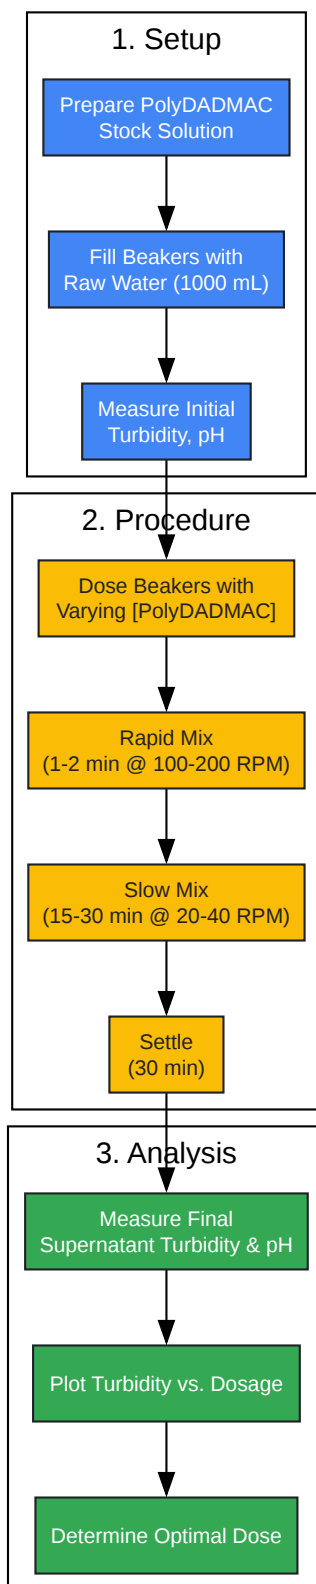 1. Setup
Prepare PolyDADMAC
Stock Solution
Fill Beakers with
Raw Water (1000 mL)
Measure Initial
Turbidity, pH
2. Procedure
Dose Beakers with
Varying [PolyDADMAC]
Rapid Mix
(1-2 min @ 100-200 RPM)
Slow Mix
(15-30 min @ 20-40 RPM)
Settle
(30 min)
3. Analysis
Measure Final
Supernatant Turbidity & pH
Plot Turbidity vs. Dosage
Determine Optimal Dose